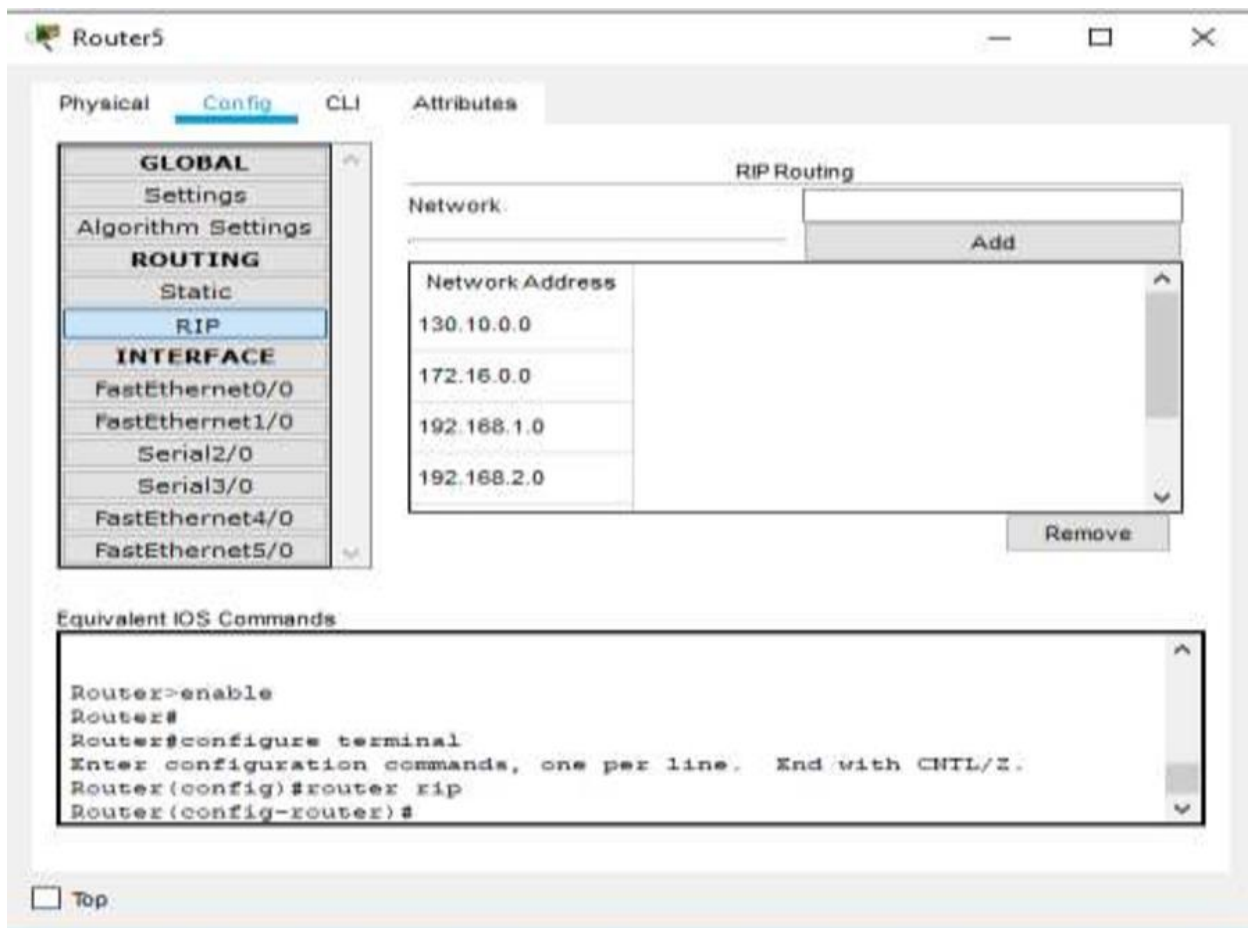 Router5
Physical Config CLI Attributes
GLOBAL
Settings
Algorithm Settings
ROUTING
Static
RIP
INTERFACE
FastEthernet0/0
FastEthernet1/0
Serial2/0
Serial3/0
FastEthernet4/0
FastEthernet5/0
RIP Routing
Network
Add
Network Address
130.10.0.0
172.16.0.0
192.168.1.0
192.168.2.0
Remove
Equivalent IOS Commands
Router>enable
Router#
Router#configure terminal
Enter configuration commands, one per line. End with CNTL/Z.
Router(config)#router rip
Router(config-router)#
Top